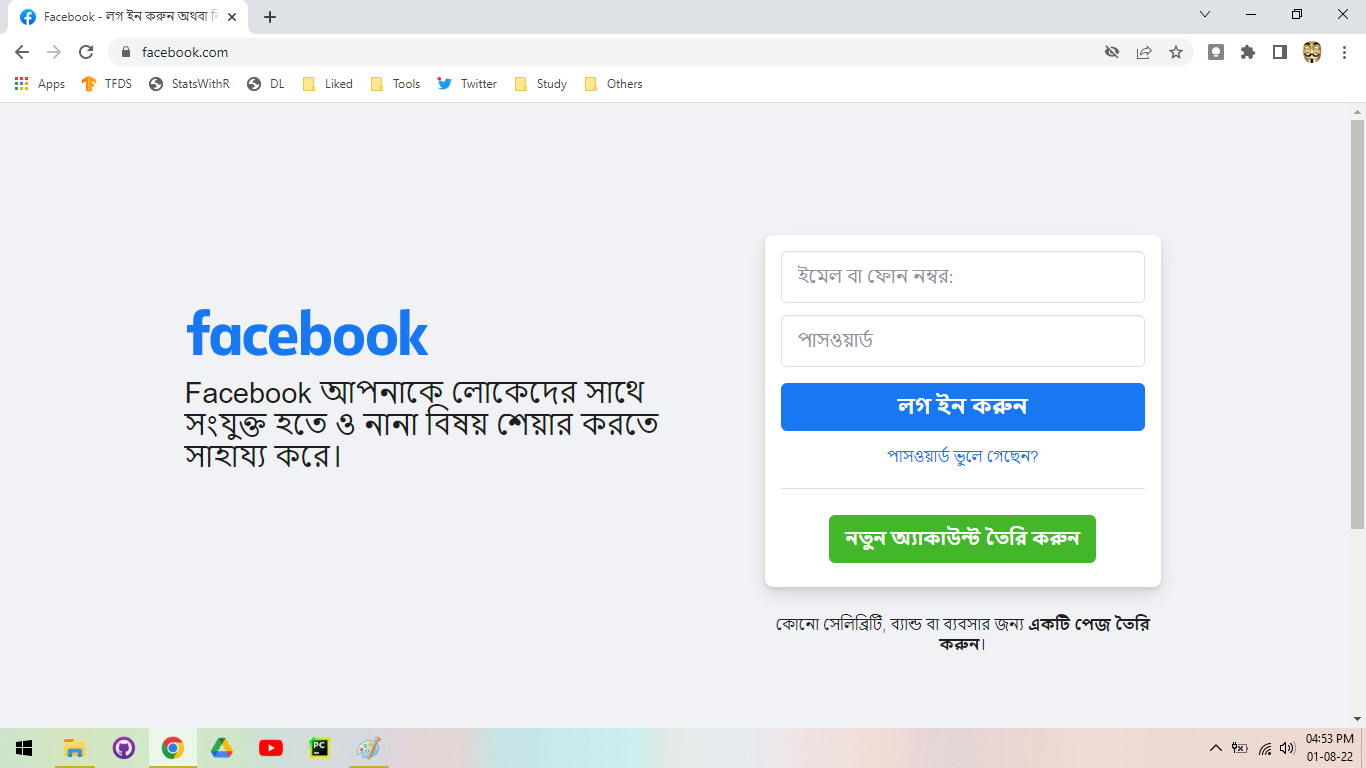 Facebook - লগ ইন করুন অথবা
facebook.com
Apps TFDS StatsWithR DL Liked Tools Twitter Study Others
facebook
Facebook আপনাকে লোকেদের সাথে
সংযুক্ত হতে ও নানা বিষয় শেয়ার করতে
সাহায্য করে।
ইমেল বা ফোন নম্বর:
পাসওয়ার্ড
লগ ইন করুন
পাসওয়ার্ড ভুলে গেছেন?
নতুন অ্যাকাউন্ট তৈরি করুন
কোনো সেলিব্রিটি, ব্যান্ড বা ব্যবসার জন্য একটি পেজ তৈরি
করুন।
PC
04:53 PM
01-08-22